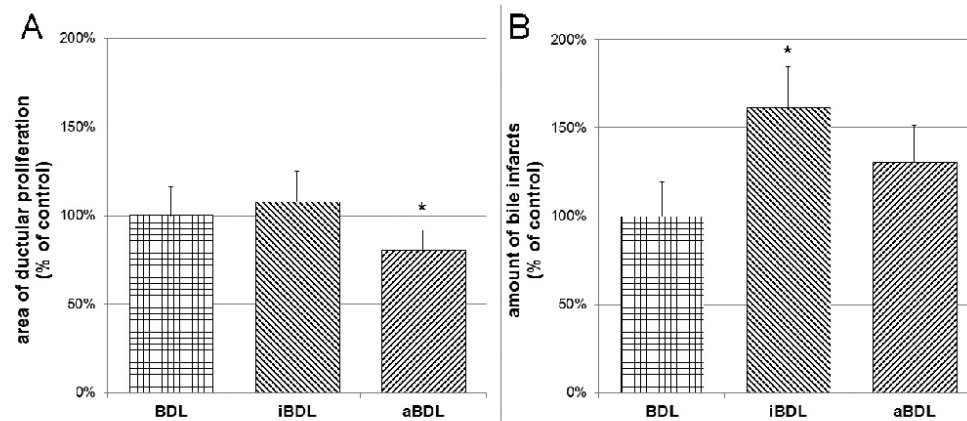 A
area of ductular proliferation
(% of control)
200%
150%
100%
50%
0%
*
BDL
iBDL
aBDL
B
amount of bile infarcts
(% of control)
200%
150%
100%
50%
0%
*
BDL
iBDL
aBDL